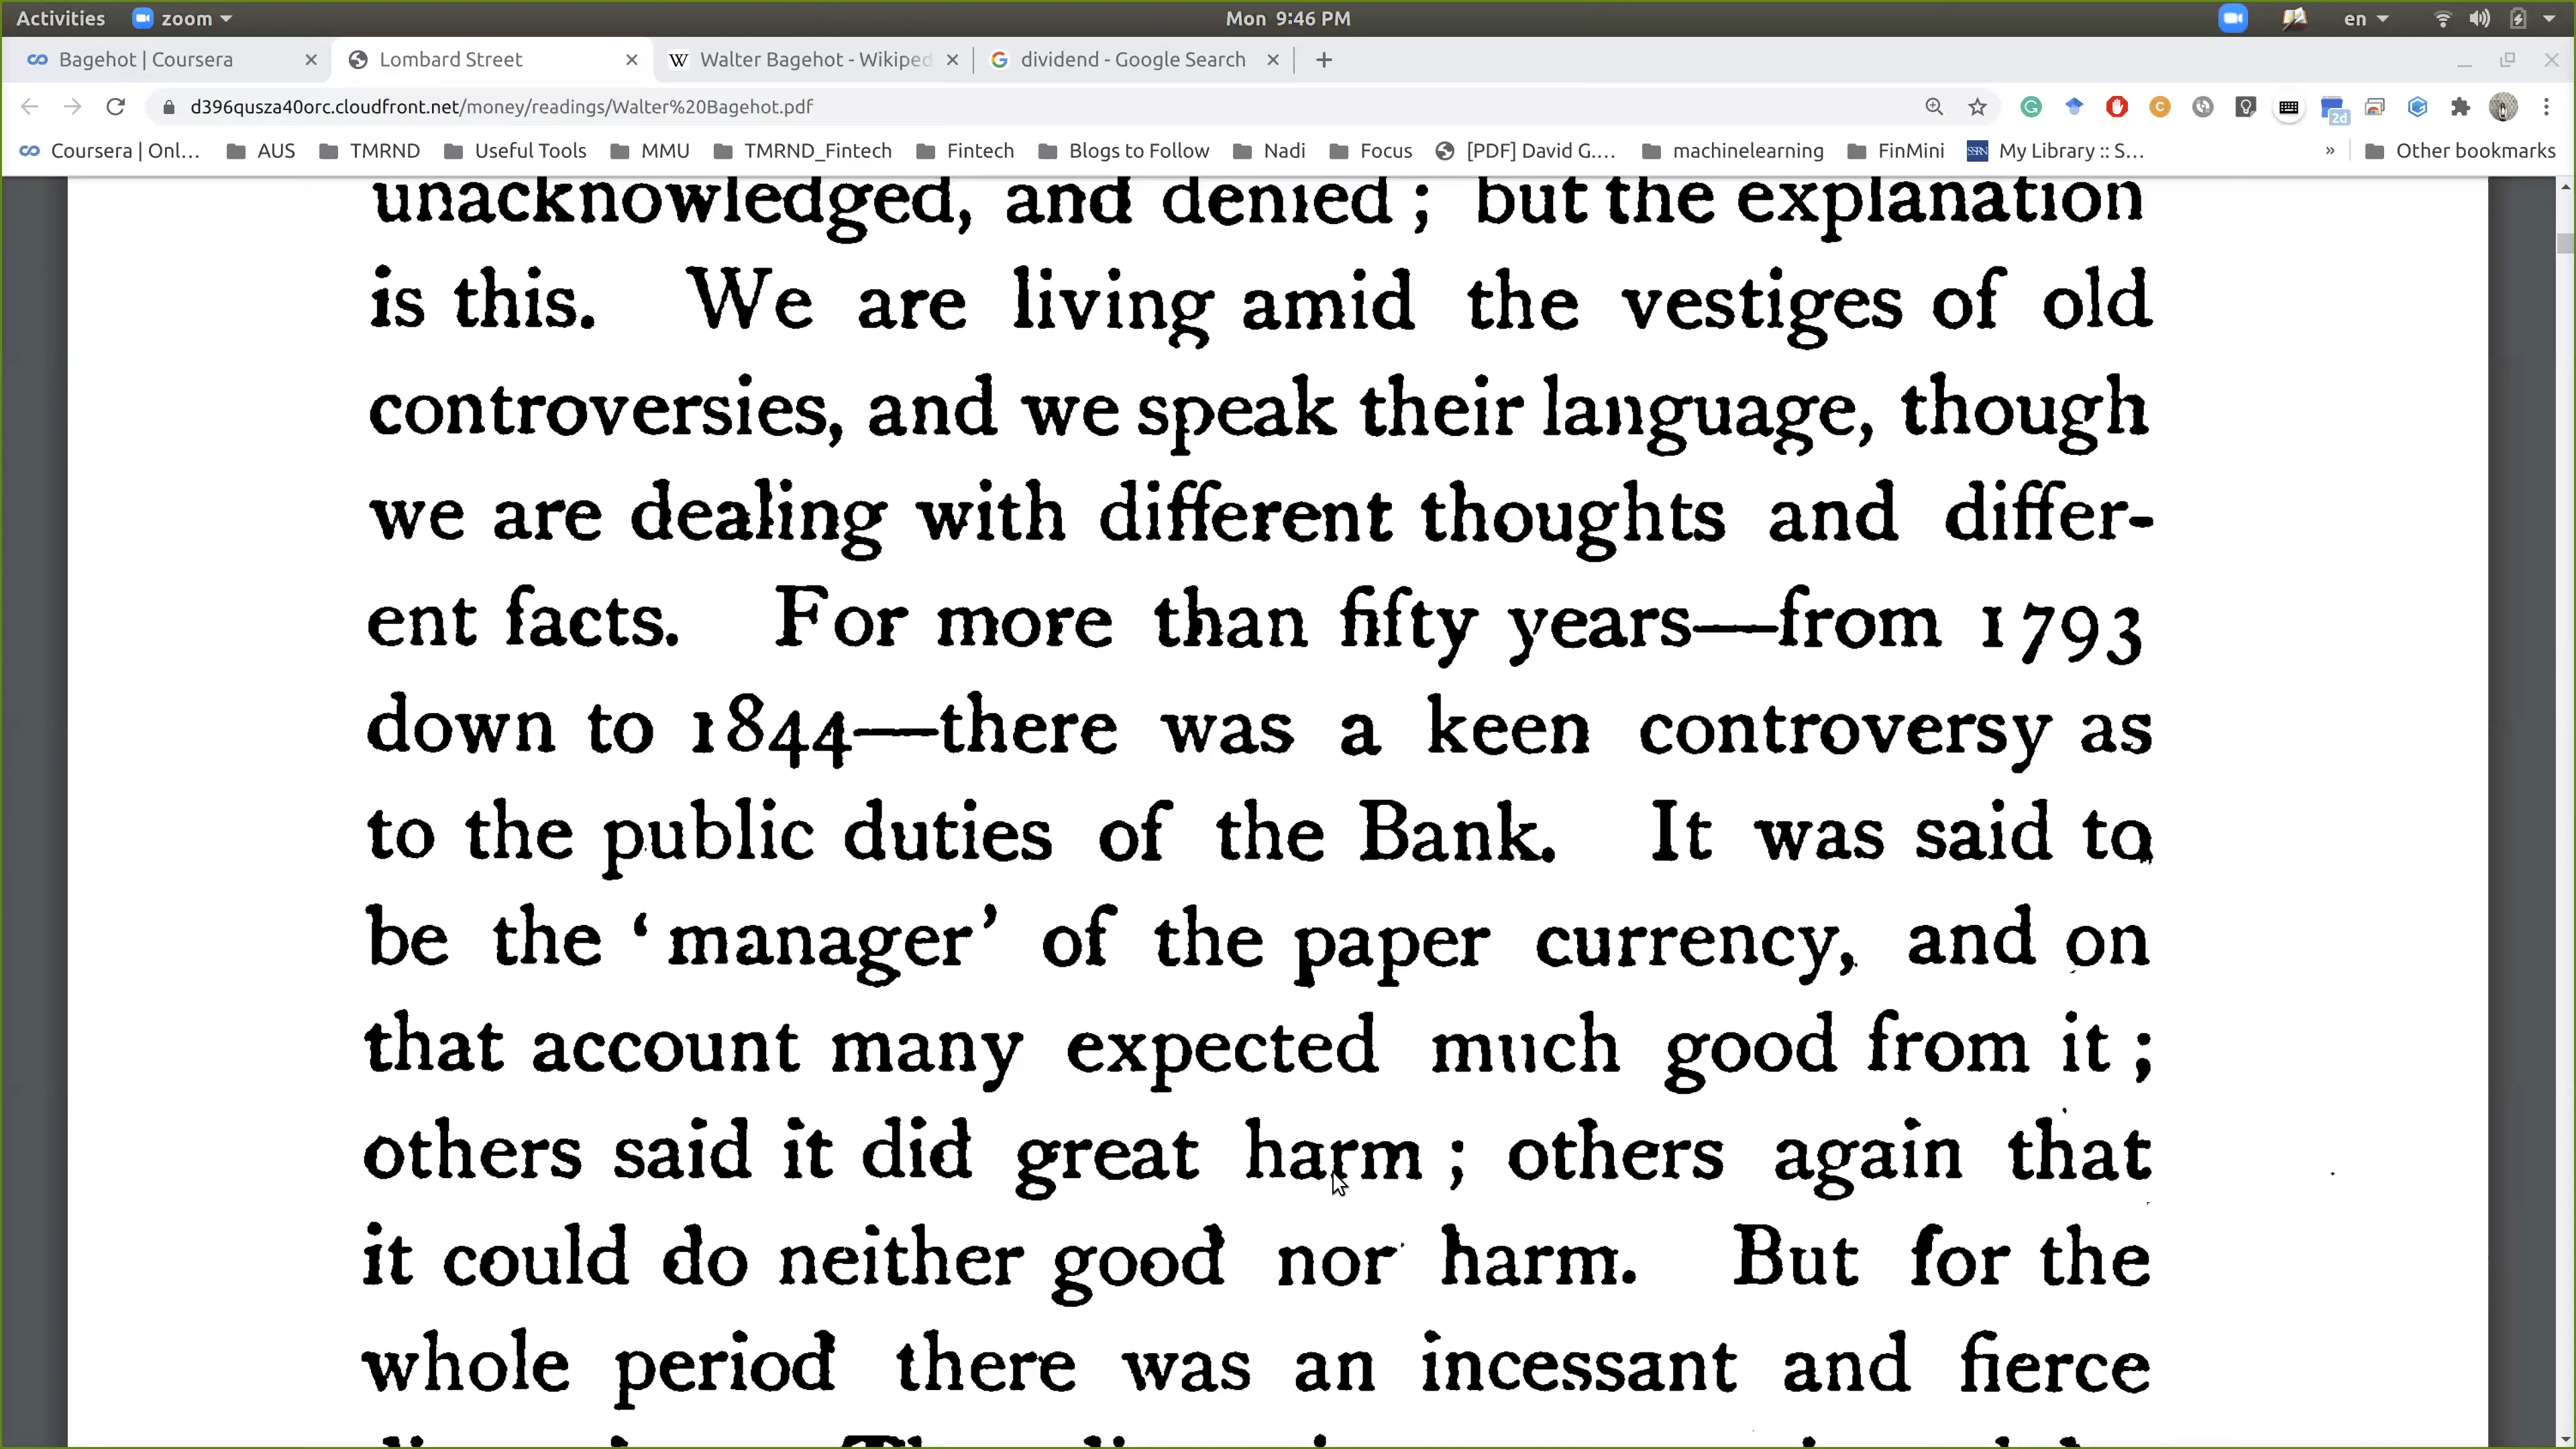 Activities zoom Mon 9:46 PM en
Bagehot | Coursera Lombard Street Walter Bagehot - Wikiped dividend - Google Search
d396qusza40orc.cloudfront.net/money/readings/Walter%20Bagehot.pdf 2d
Coursera | Onl... AUS TMRND Useful Tools MMU TMRND_Fintech Fintech Blogs to Follow Nadi Focus [PDF] David G.... machinelearning FinMini SSRN My Library :: S... » Other bookmarks
unacknowledged, and denied ; but the explanation
is this. We are living amid the vestiges of old
controversies, and we speak their language, though
we are dealing with different thoughts and differ-
ent facts. For more than fifty years—from 1793
down to 1844—there was a keen controversy as
to the public duties of the Bank. It was said to
be the ‘manager’ of the paper currency, and on
that account many expected much good from it ;
others said it did great harm ; others again that
it could do neither good nor harm. But for the
whole period there was an incessant and fierce